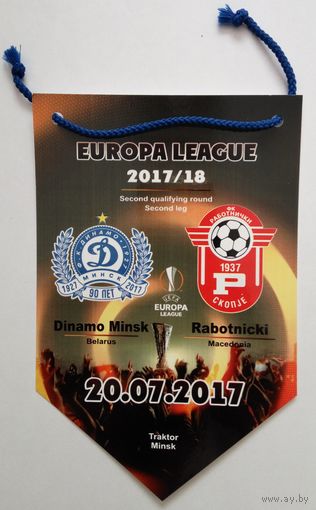 EUROPA LEAGUE
2017/18
Second qualifying round
Second leg
Ф·К·ДИНАМО
МИНСК
1927 2017
90 ЛЕТ
ФК
РАБОТНИЧКИ
1937
Р
СКОПЈЕ
UEFA
EUROPA
LEAGUE
Dinamo Minsk
Belarus
Rabotnicki
Macedonia
20.07.2017
Traktor
Minsk
www.ay.by